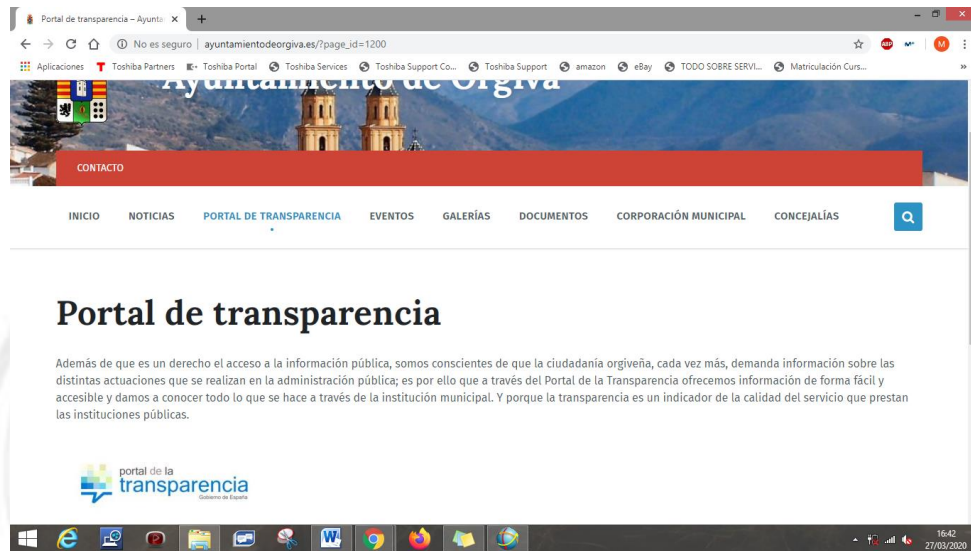 Portal de transparencia – Ayunta
No es seguro | ayuntamientodeorgiva.es/?page_id=1200
ABP
M
Aplicaciones
Toshiba Partners
Toshiba Portal
Toshiba Services
Toshiba Support Co...
Toshiba Support
amazon
eBay
TODO SOBRE SERVI...
Matriculación Curs...
»
Ayuntamiento de Órgiva
CONTACTO
INICIO
NOTICIAS
PORTAL DE TRANSPARENCIA
EVENTOS
GALERÍAS
DOCUMENTOS
CORPORACIÓN MUNICIPAL
CONCEJALÍAS
Portal de transparencia
Además de que es un derecho el acceso a la información pública, somos conscientes de que la ciudadanía orgiveña, cada vez más, demanda información sobre las
distintas actuaciones que se realizan en la administración pública; es por ello que a través del Portal de la Transparencia ofrecemos información de forma fácil y
accesible y damos a conocer todo lo que se hace a través de la institución municipal. Y porque la transparencia es un indicador de la calidad del servicio que prestan
las instituciones públicas.
portal de la
transparencia
Gobierno de España
16:42
27/03/2020